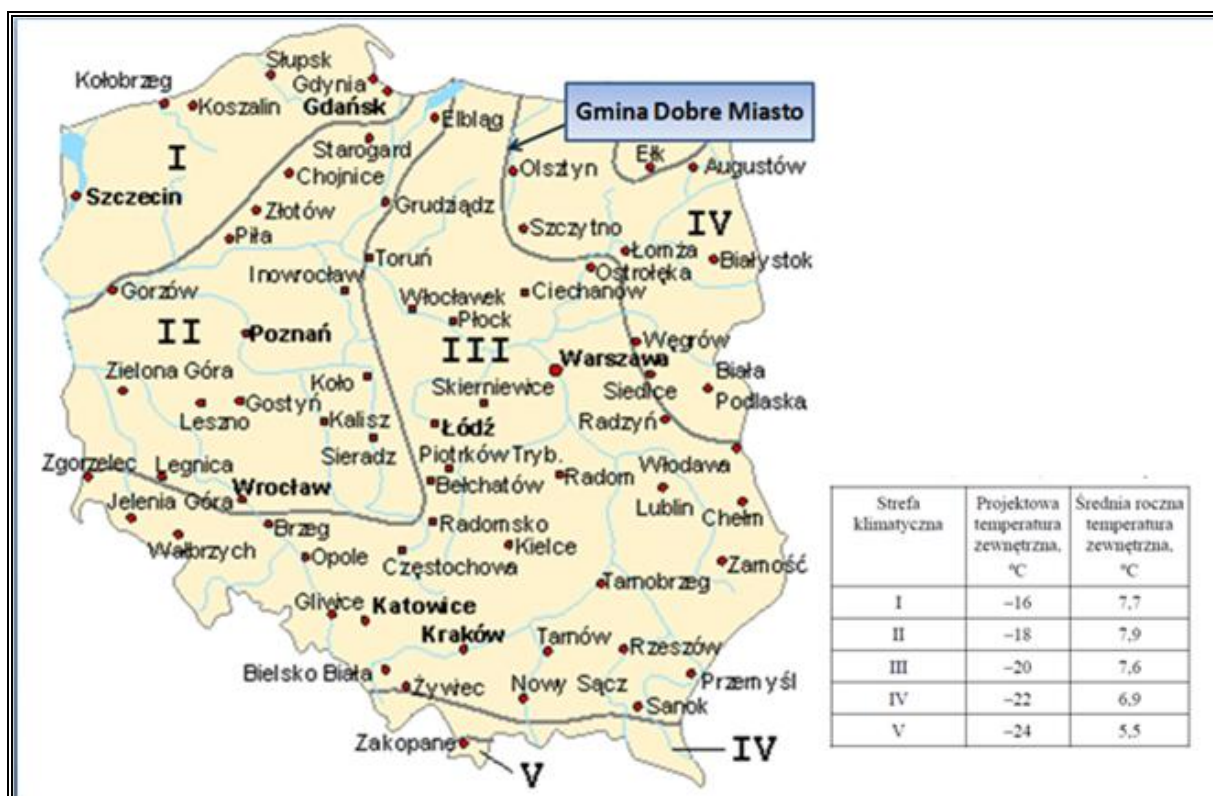 Słupsk
Kołobrzeg
Gdynia
Koszalin
Gdańsk
Elbląg
Gmina Dobre Miasto
I
Starogard
Olsztyn
Ełk
Augustów
Chojnice
Szczecin
Złotów
Grudziądz
IV
Piła
Szczytno
Toruń
Łomża
Białystok
Inowrocław
Ostrołęka
Gorzów
Włocławek
Ciechanów
Płock
II
Poznań
III
Węgrów
Warszawa
Zielona Góra
Koło
Skierniewice
Siedlce
Biała
Podlaska
Leszno
Gostyń
Kalisz
Łódź
Radzyń
Sieradz
Zgorzelec
Legnica
Piotrków Tryb.
Włodawa
Bełchatów
Radom
Wrocław
Jelenia Góra
Lublin
Chełm
Brzeg
Radomsko
Wałbrzych
Opole
Kielce
Częstochowa
Zamość
Tarnobrzeg
Gliwice
Katowice
Kraków
Tarnów
Rzeszów
Bielsko Biała
Żywiec
Nowy Sącz
Przemyśl
Sanok
Zakopane
V
IV
Strefa
klimatyczna
Projektowa
temperatura
zewnętrzna,
°C
Średnia roczna
temperatura
zewnętrzna,
°C
I –16 7,7
II –18 7,9
III –20 7,6
IV –22 6,9
V –24 5,5